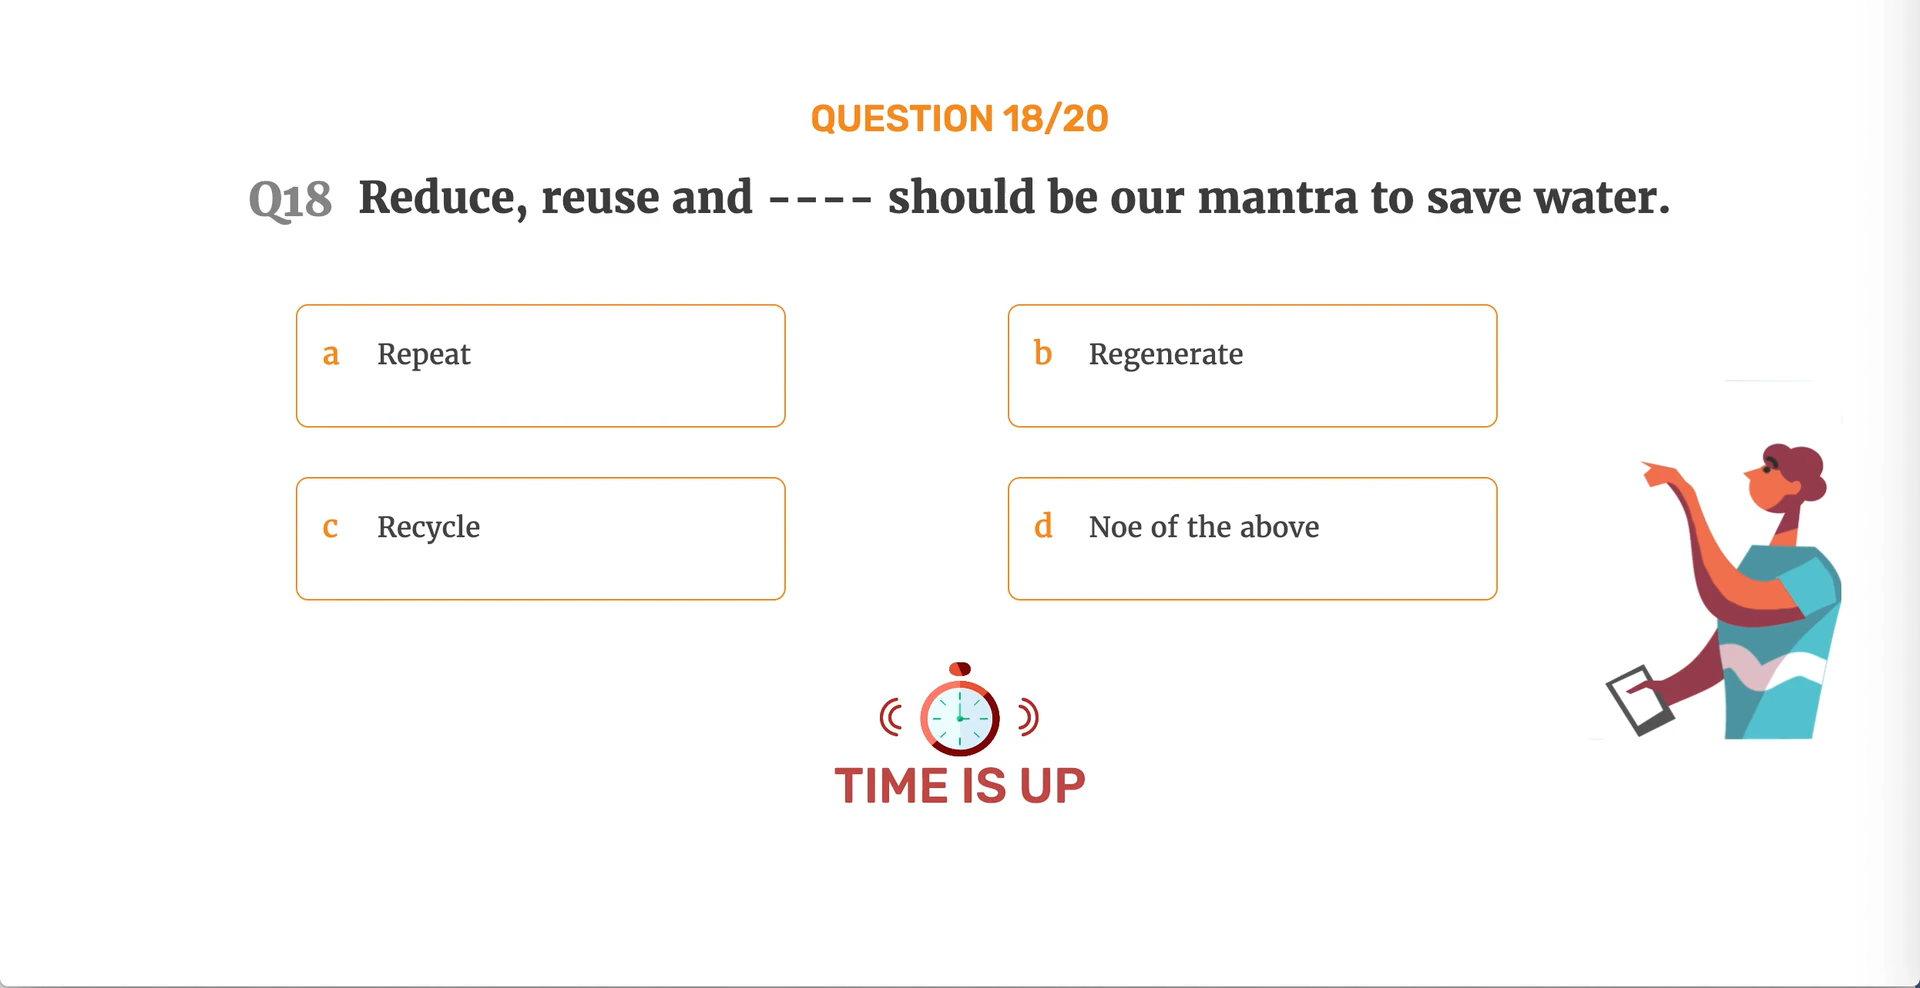 QUESTION 18/20
Q18 Reduce, reuse and ---- should be our mantra to save water.
a Repeat
b Regenerate
c Recycle
d Noe of the above
TIME IS UP